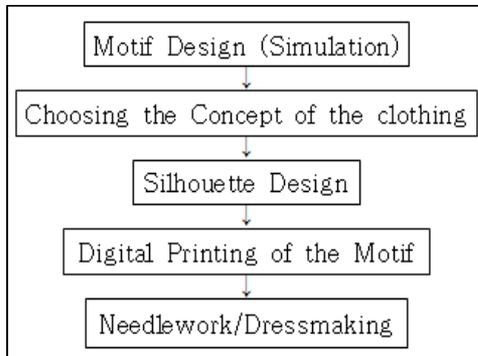 Motif Design (Simulation)
Choosing the Concept of the clothing
Silhouette Design
Digital Printing of the Motif
Needlework/Dressmaking